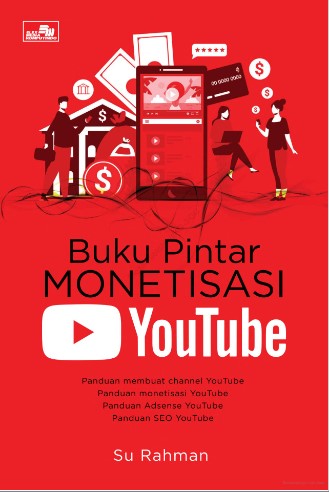 Buku Pintar
MONETISASI
YouTube
Panduan membuat channel YouTube
Panduan monetisasi YouTube
Panduan Adsense YouTube
Panduan SEO YouTube
Su Rahman